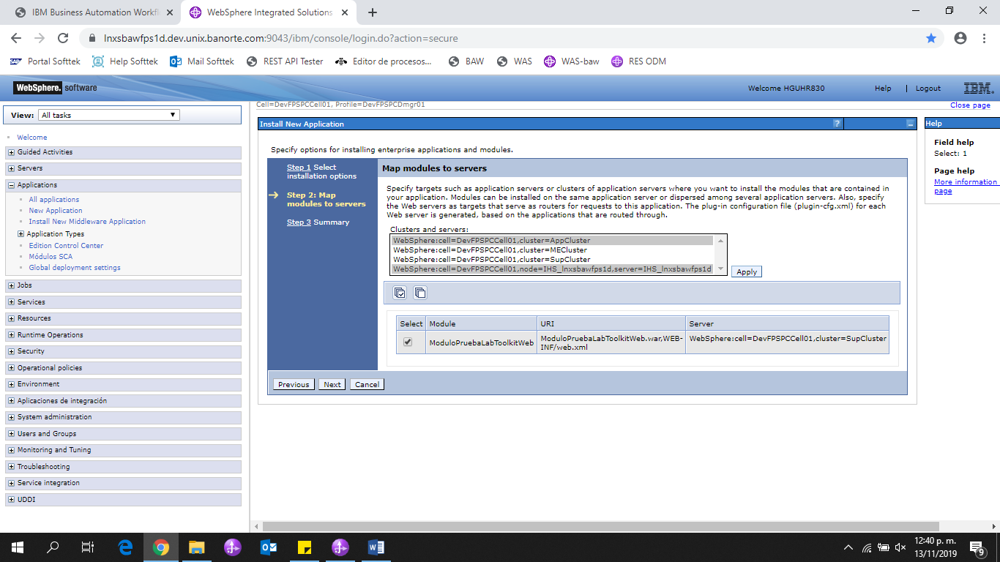 IBM Business Automation Workfl
WebSphere Integrated Solutions
lnxsbawfps1d.dev.unix.banorte.com:9043/ibm/console/login.do?action=secure
Portal Softtek
Help Softtek
Mail Softtek
REST API Tester
Editor de procesos...
BAW
WAS
WAS-baw
RES ODM
WebSphere. software
Welcome HGUHR830
Help | Logout
IBM.
View: All tasks
Cell=DevFPSPCCell01, Profile=DevFPSPCDmgr01
Close page
Welcome
Guided Activities
Servers
Applications
All applications
New Application
Install New Middleware Application
Application Types
Edition Control Center
Módulos SCA
Global deployment settings
Jobs
Services
Resources
Runtime Operations
Security
Operational policies
Environment
Aplicaciones de integración
System administration
Users and Groups
Monitoring and Tuning
Troubleshooting
Service integration
UDDI
Install New Application
?
Specify options for installing enterprise applications and modules.
Step 1 Select
installation options
Step 2: Map
modules to servers
Step 3 Summary
Map modules to servers
Specify targets such as application servers or clusters of application servers where you want to install the modules that are contained in
your application. Modules can be installed on the same application server or dispersed among several application servers. Also, specify
the Web servers as targets that serve as routers for requests to this application. The plug-in configuration file (plugin-cfg.xml) for each
Web server is generated, based on the applications that are routed through.
Clusters and servers:
WebSphere:cell=DevFPSPCCell01,cluster=AppCluster
WebSphere:cell=DevFPSPCCell01,cluster=MECluster
WebSphere:cell=DevFPSPCCell01,cluster=SupCluster
WebSphere:cell=DevFPSPCCell01,node=IHS_lnxsbawfps1d,server=IHS_lnxsbawfps1d
Apply
Select Module URI Server
ModuloPruebaLabToolkitWeb
ModuloPruebaLabToolkitWeb.war,WEB-
INF/web.xml
WebSphere:cell=DevFPSPCCell01,cluster=SupCluster
Previous Next Cancel
Help
Field help
Select: 1
Page help
More information
page
12:40 p. m.
13/11/2019
9